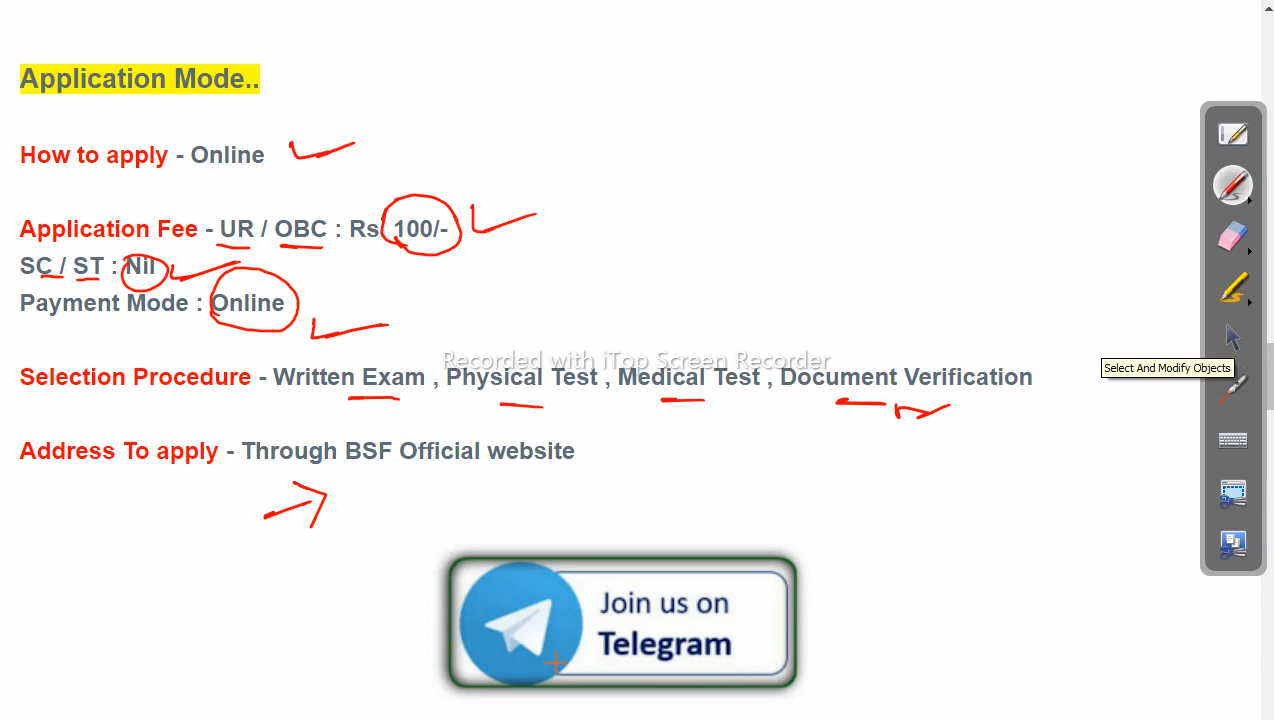 Application Mode..
How to apply - Online
Application Fee - UR / OBC : Rs 100/-
SC / ST : Nil
Payment Mode : Online
Recorded with iTop Screen Recorder
Selection Procedure - Written Exam , Physical Test , Medical Test , Document Verification
Select And Modify Objects
Address To apply - Through BSF Official website
Join us on
Telegram